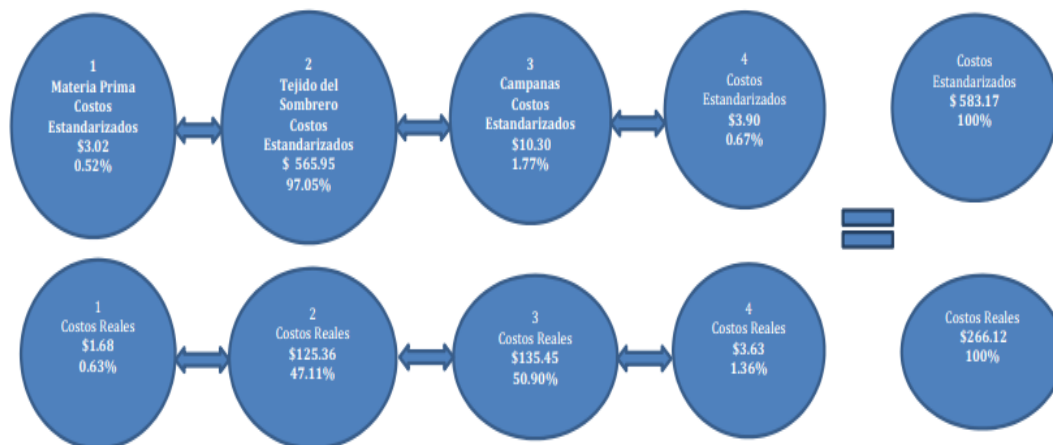 1
Materia Prima
Costos
Estandarizados
$3.02
0.52%
2
Tejido del
Sombrero
Costos
Estandarizados
$ 565.95
97.05%
3
Campanas
Costos
Estandarizados
$10.30
1.77%
4
Costos
Estandarizados
$3.90
0.67%
Costos
Estandarizados
$ 583.17
100%
1
Costos Reales
$1.68
0.63%
2
Costos Reales
$125.36
47.11%
3
Costos Reales
$135.45
50.90%
4
Costos Reales
$3.63
1.36%
Costos Reales
$266.12
100%